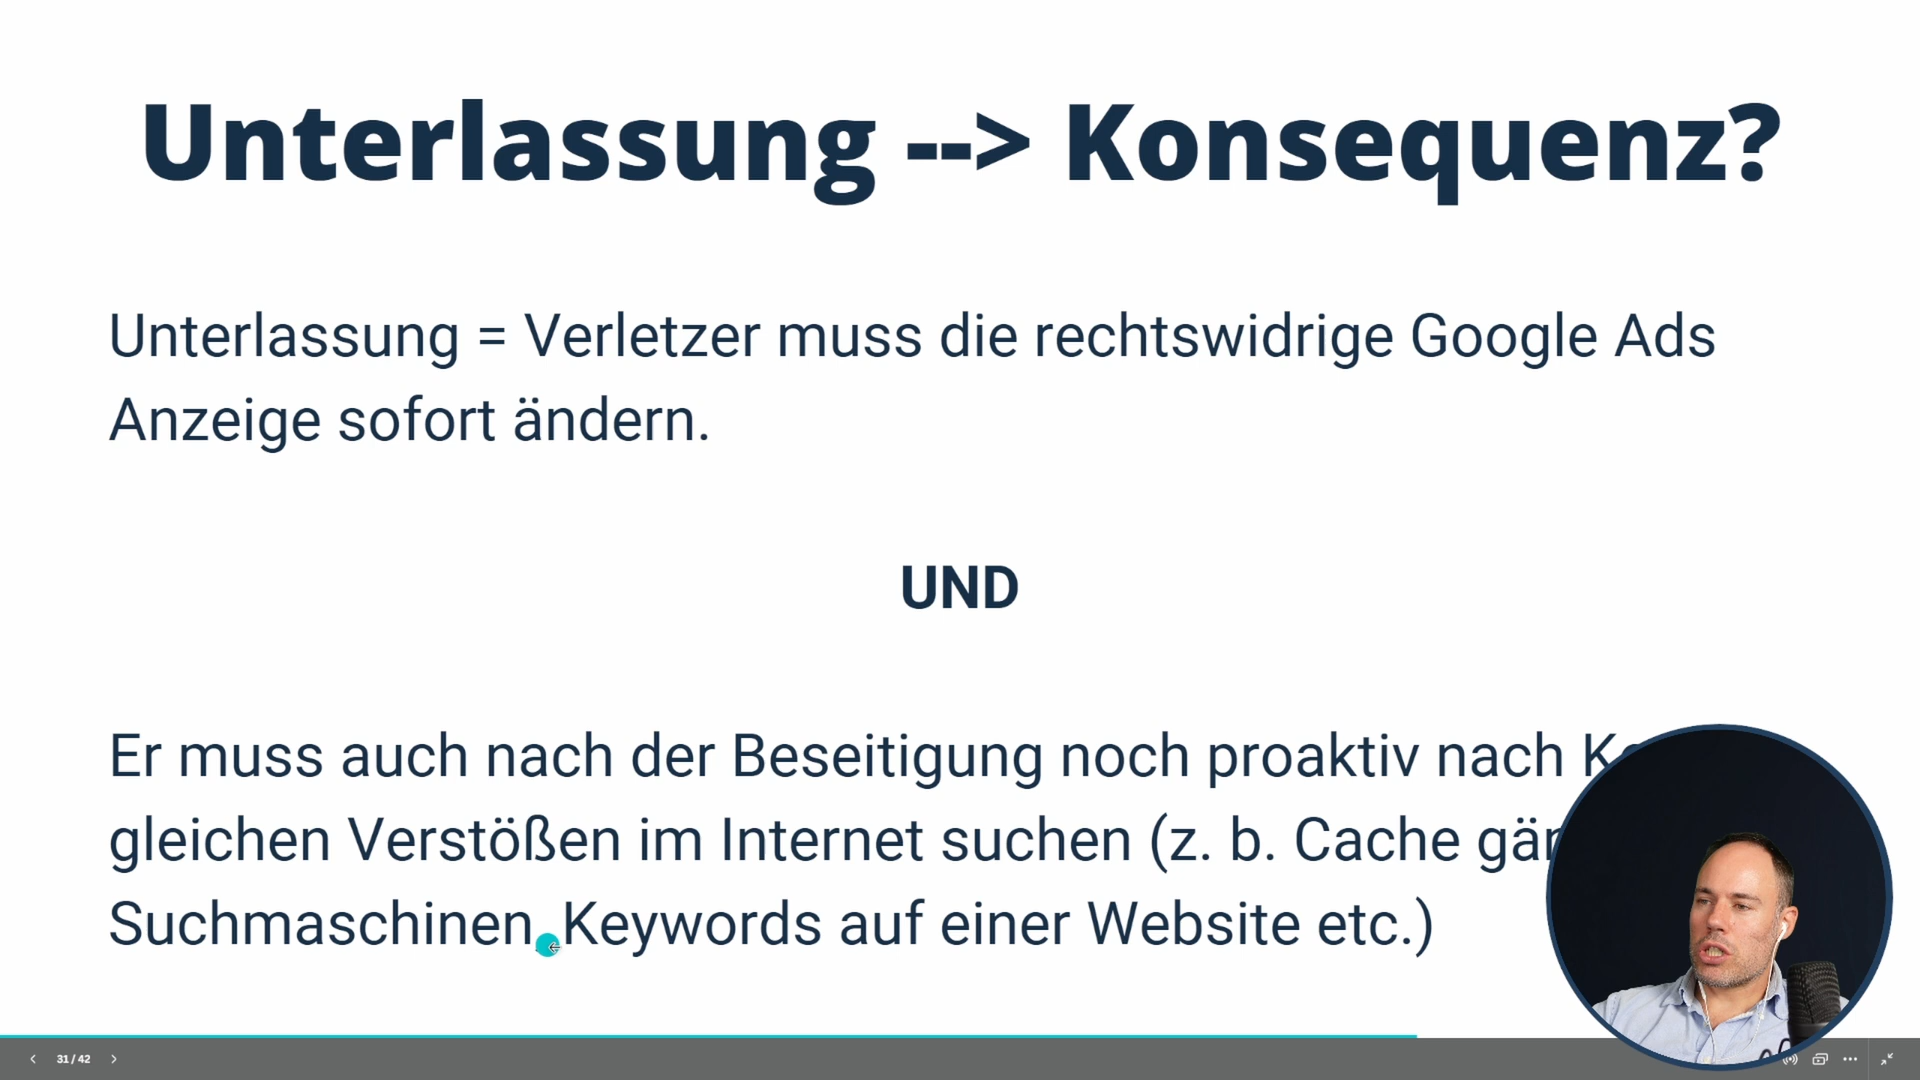 Unterlassung --> Konsequenz?
Unterlassung = Verletzer muss die rechtswidrige Google Ads
Anzeige sofort ändern.
UND
Er muss auch nach der Beseitigung noch proaktiv nach
gleichen Verstößen im Internet suchen (z. b. Cache
Suchmaschinen, Keywords auf einer Website etc.)
31 / 42